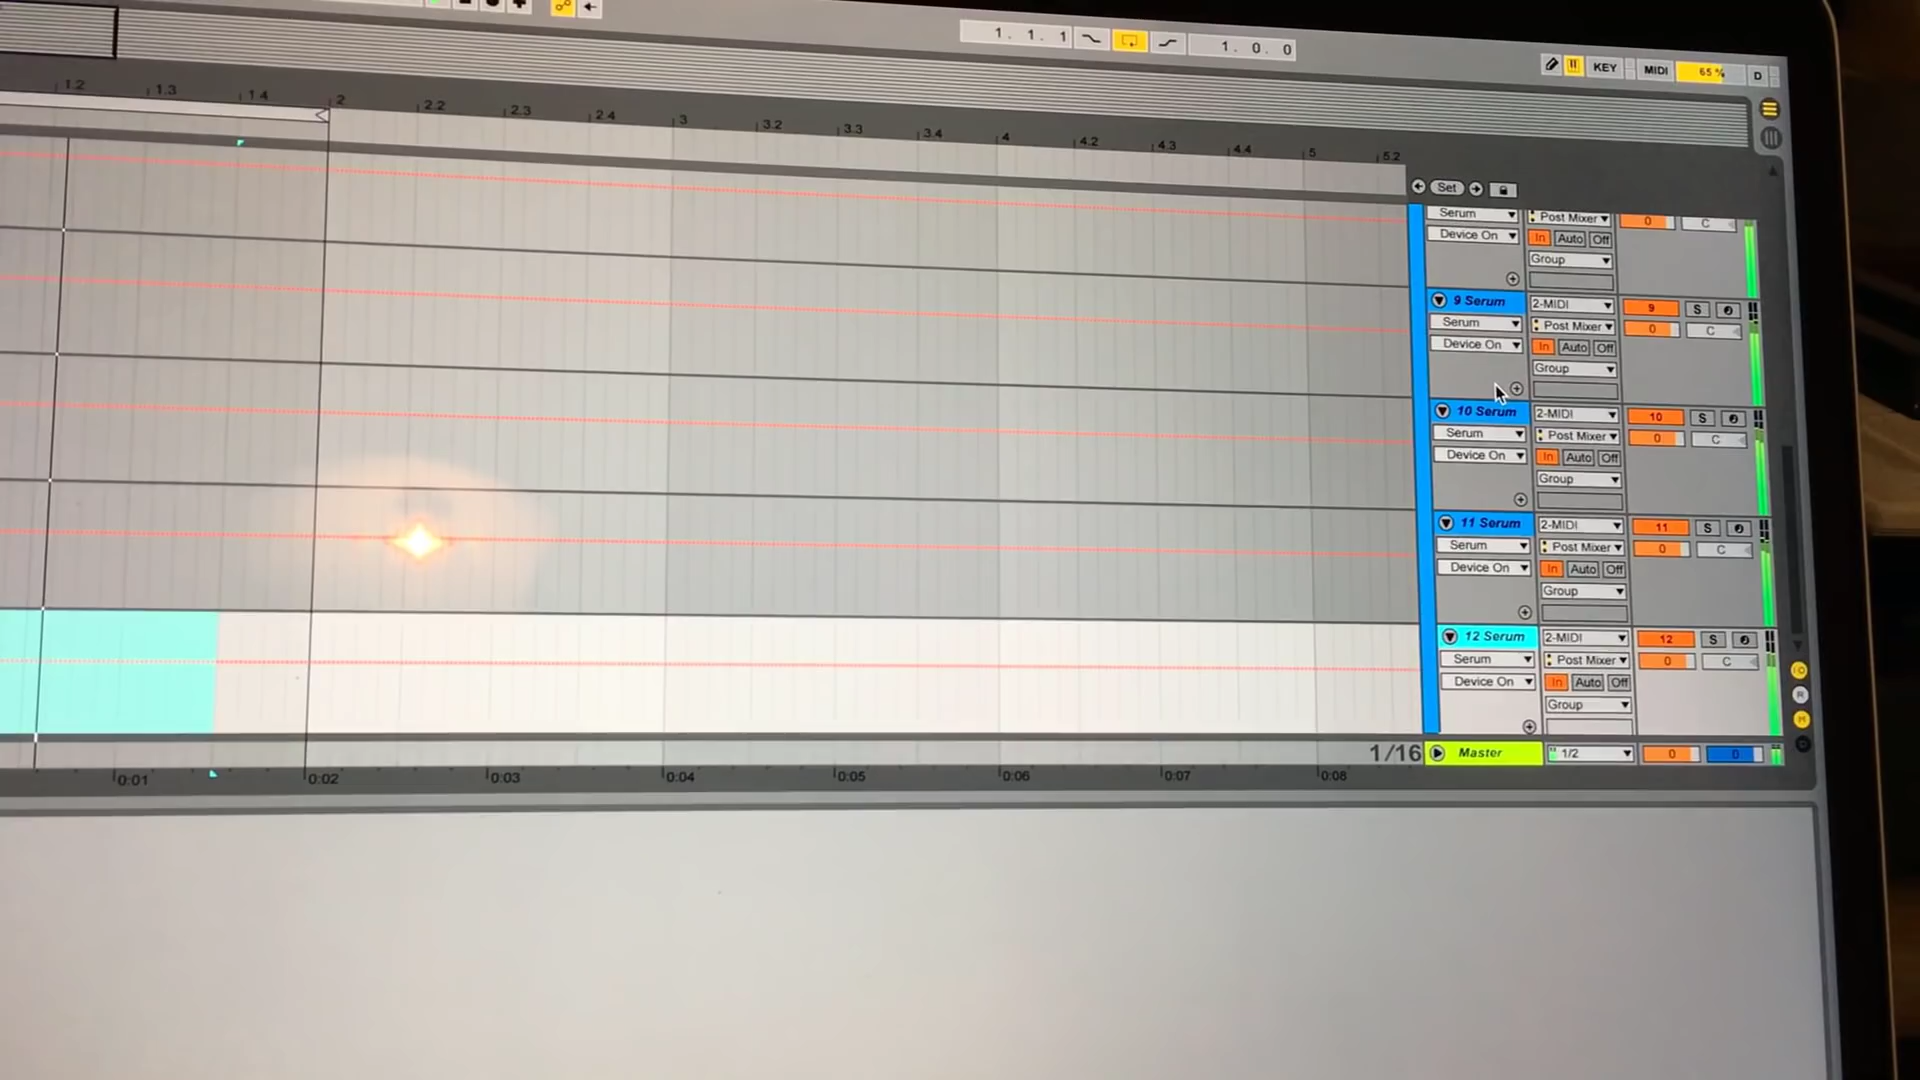 1. 1. 1
1. 0. 0
KEY MIDI 65 % D
1.2 1.3 1.4 2 2.2 2.3 2.4 3 3.2 3.3 3.4 4 4.2 4.3 4.4 5 5.2
Set
Serum Post Mixer 0 C
Device On In Auto Off
Group
9 Serum 2-MIDI 9 S
Serum Post Mixer 0 C
Device On In Auto Off
Group
10 Serum 2-MIDI 10 S
Serum Post Mixer 0 C
Device On In Auto Off
Group
11 Serum 2-MIDI 11 S
Serum Post Mixer 0 C
Device On In Auto Off
Group
12 Serum 2-MIDI 12 S
Serum Post Mixer 0 C
Device On In Auto Off
Group
R
M
1/16 Master 1/2 0 0
0:01 0:02 0:03 0:04 0:05 0:06 0:07 0:08